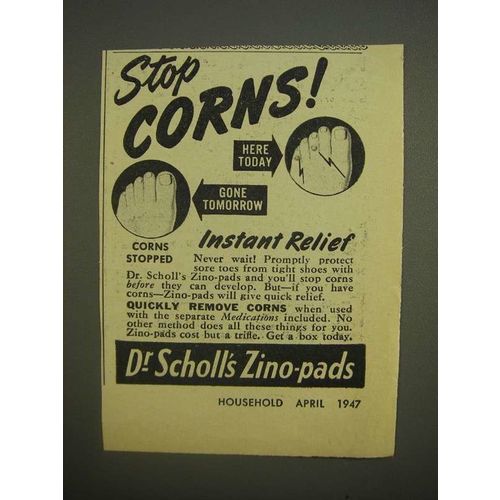 Stop
CORNS!
HERE
TODAY
GONE
TOMORROW
CORNS
STOPPED
Instant Relief
Never wait! Promptly protect
sore toes from tight shoes with
Dr. Scholl's Zino-pads and you'll stop corns
before they can develop. But—if you have
corns—Zino-pads will give quick relief.
QUICKLY REMOVE CORNS when used
with the separate Medications included. No
other method does all these things for you.
Zino-pads cost but a trifle. Get a box today.
Dr Scholl's Zino-pads
HOUSEHOLD APRIL 1947